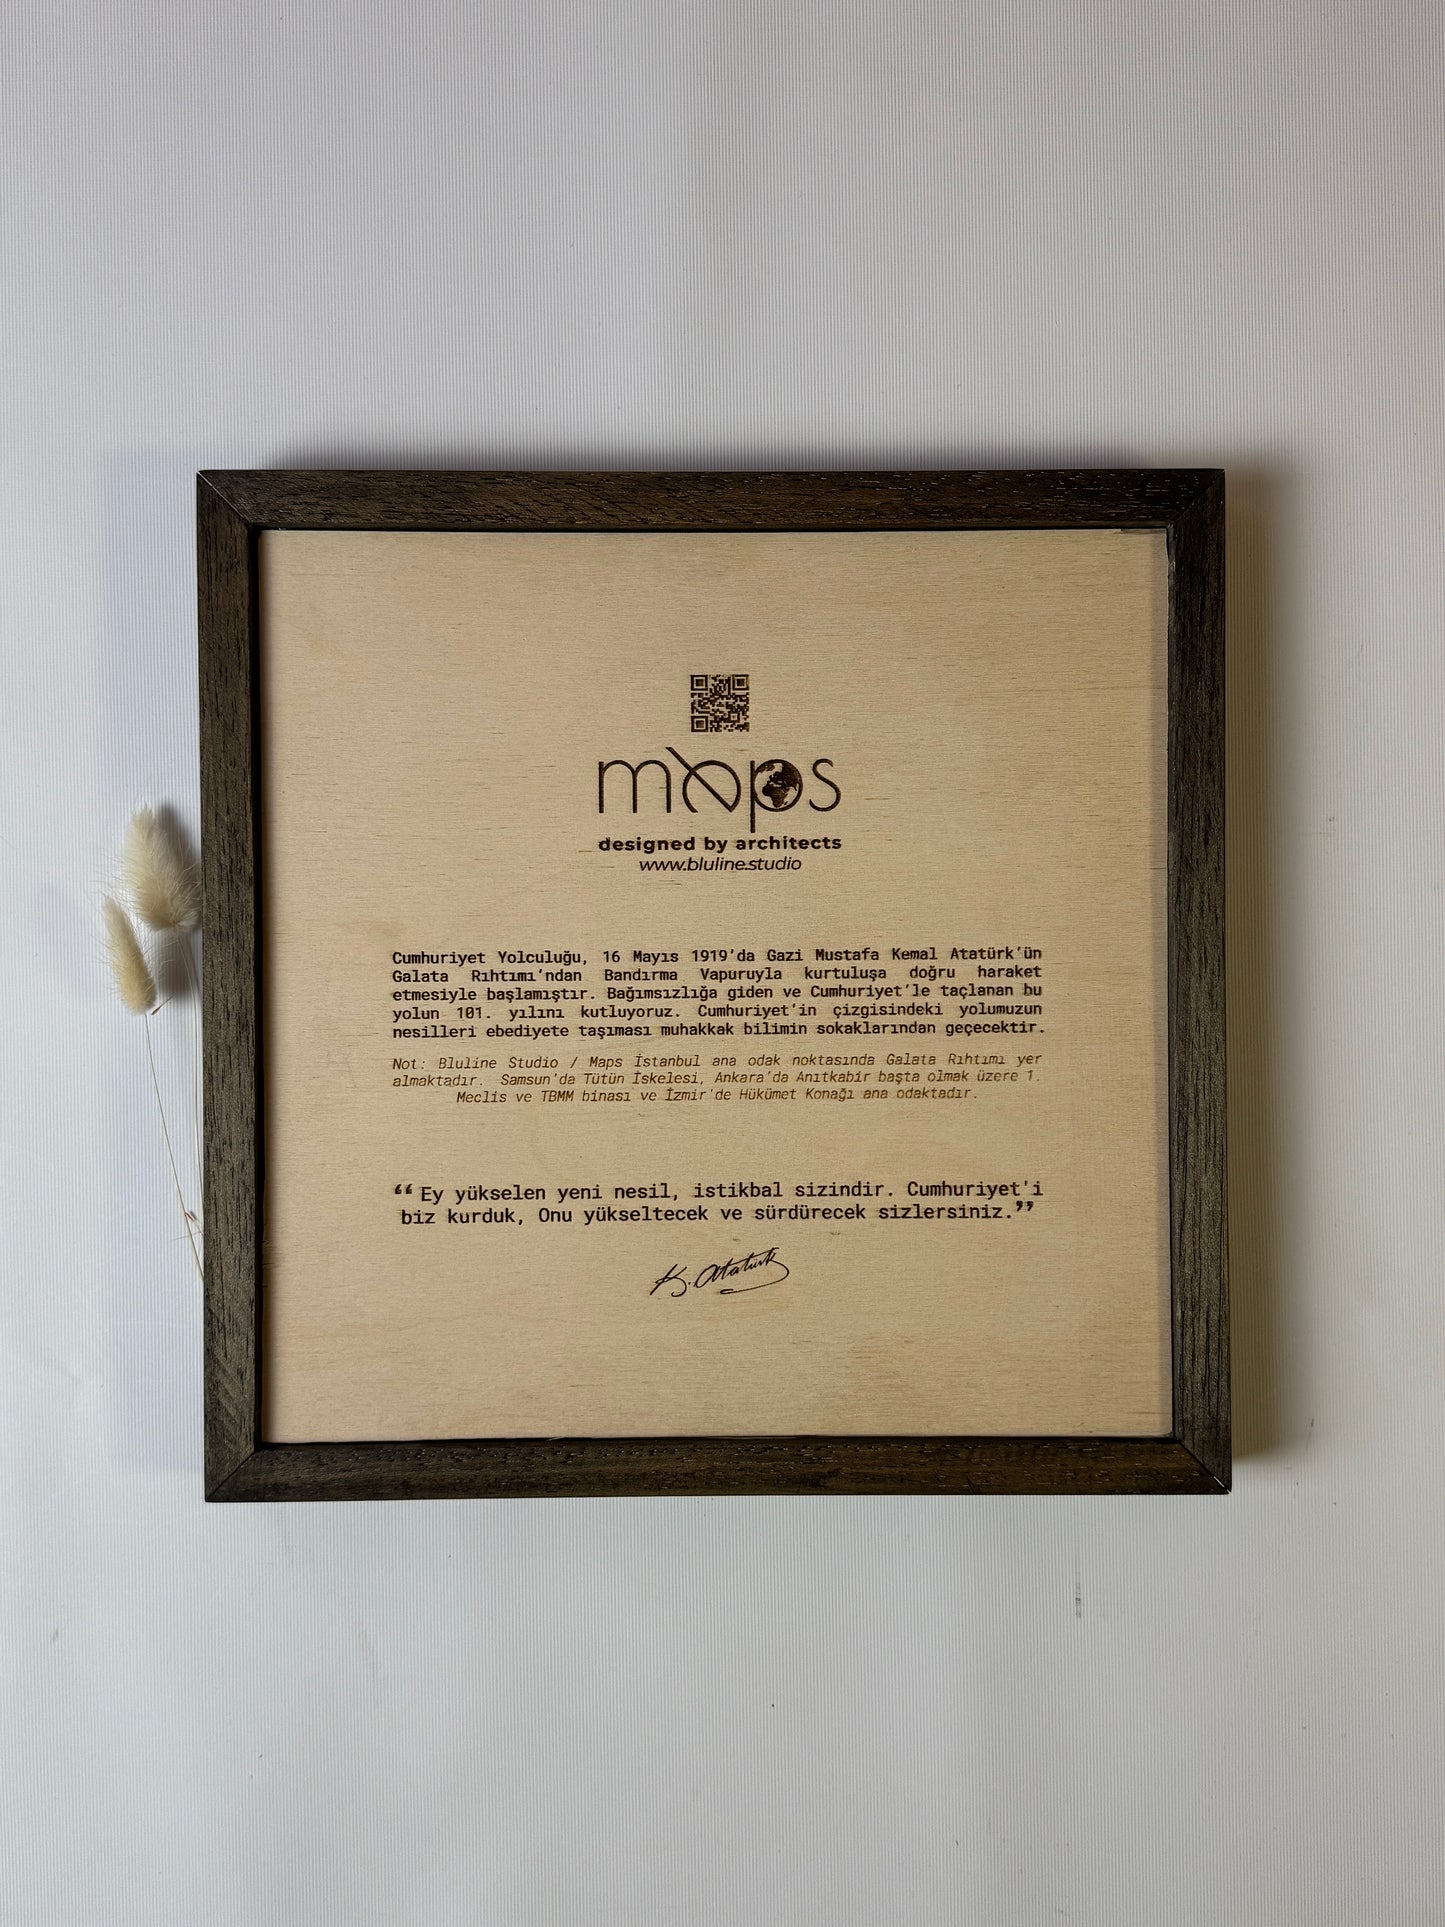 maps
designed by architects
www.bluline.studio
Cumhuriyet Yolculuğu, 16 Mayıs 1919'da Gazi Mustafa Kemal Atatürk'ün
Galata Rıhtımı'ndan Bandırma Vapuruyla kurtuluşa doğru haraket
etmesiyle başlamıştır. Bağımsızlığa giden ve Cumhuriyet'le taçlanan bu
yolun 101. yılını kutluyoruz. Cumhuriyet'in çizgisindeki yolumuzun
nesilleri ebediyete taşıması muhakkak bilimin sokaklarından geçecektir.
Not: Bluline Studio / Maps İstanbul ana odak noktasında Galata Rıhtımı yer
almaktadır. Samsun'da Tütün İskelesi, Ankara'da Anıtkabir başta olmak üzere 1.
Meclis ve TBMM binası ve İzmir'de Hükümet Konağı ana odaktadır.
“Ey yükselen yeni nesil, istikbal sizindir. Cumhuriyet'i
biz kurduk, Onu yükseltecek ve sürdürecek sizlersiniz.”
K. Atatürk